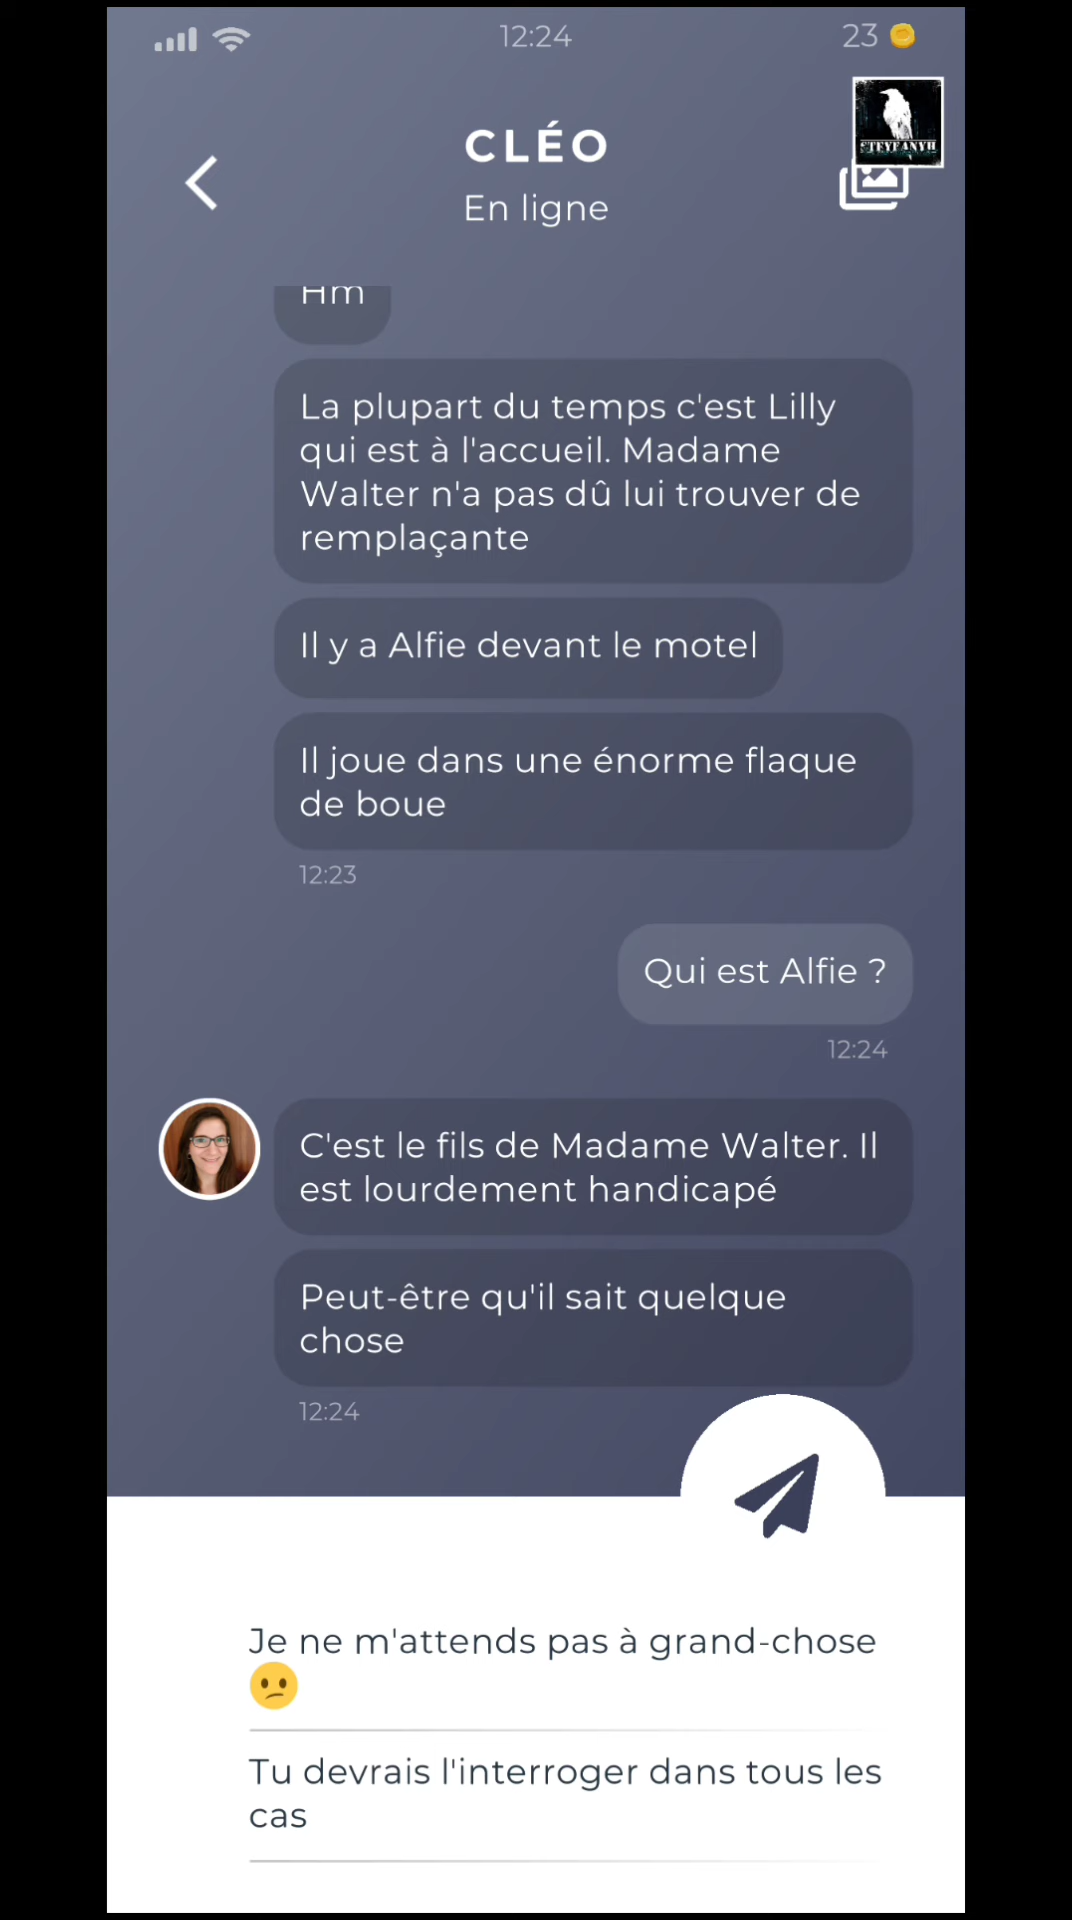 12:24
23
STEYFANYH
CLÉO
En ligne
Hm
La plupart du temps c'est Lilly
qui est à l'accueil. Madame
Walter n'a pas dû lui trouver de
remplaçante
Il y a Alfie devant le motel
Il joue dans une énorme flaque
de boue
12:23
Qui est Alfie ?
12:24
C'est le fils de Madame Walter. Il
est lourdement handicapé
Peut-être qu'il sait quelque
chose
12:24
Je ne m'attends pas à grand-chose
😕
Tu devrais l'interroger dans tous les
cas